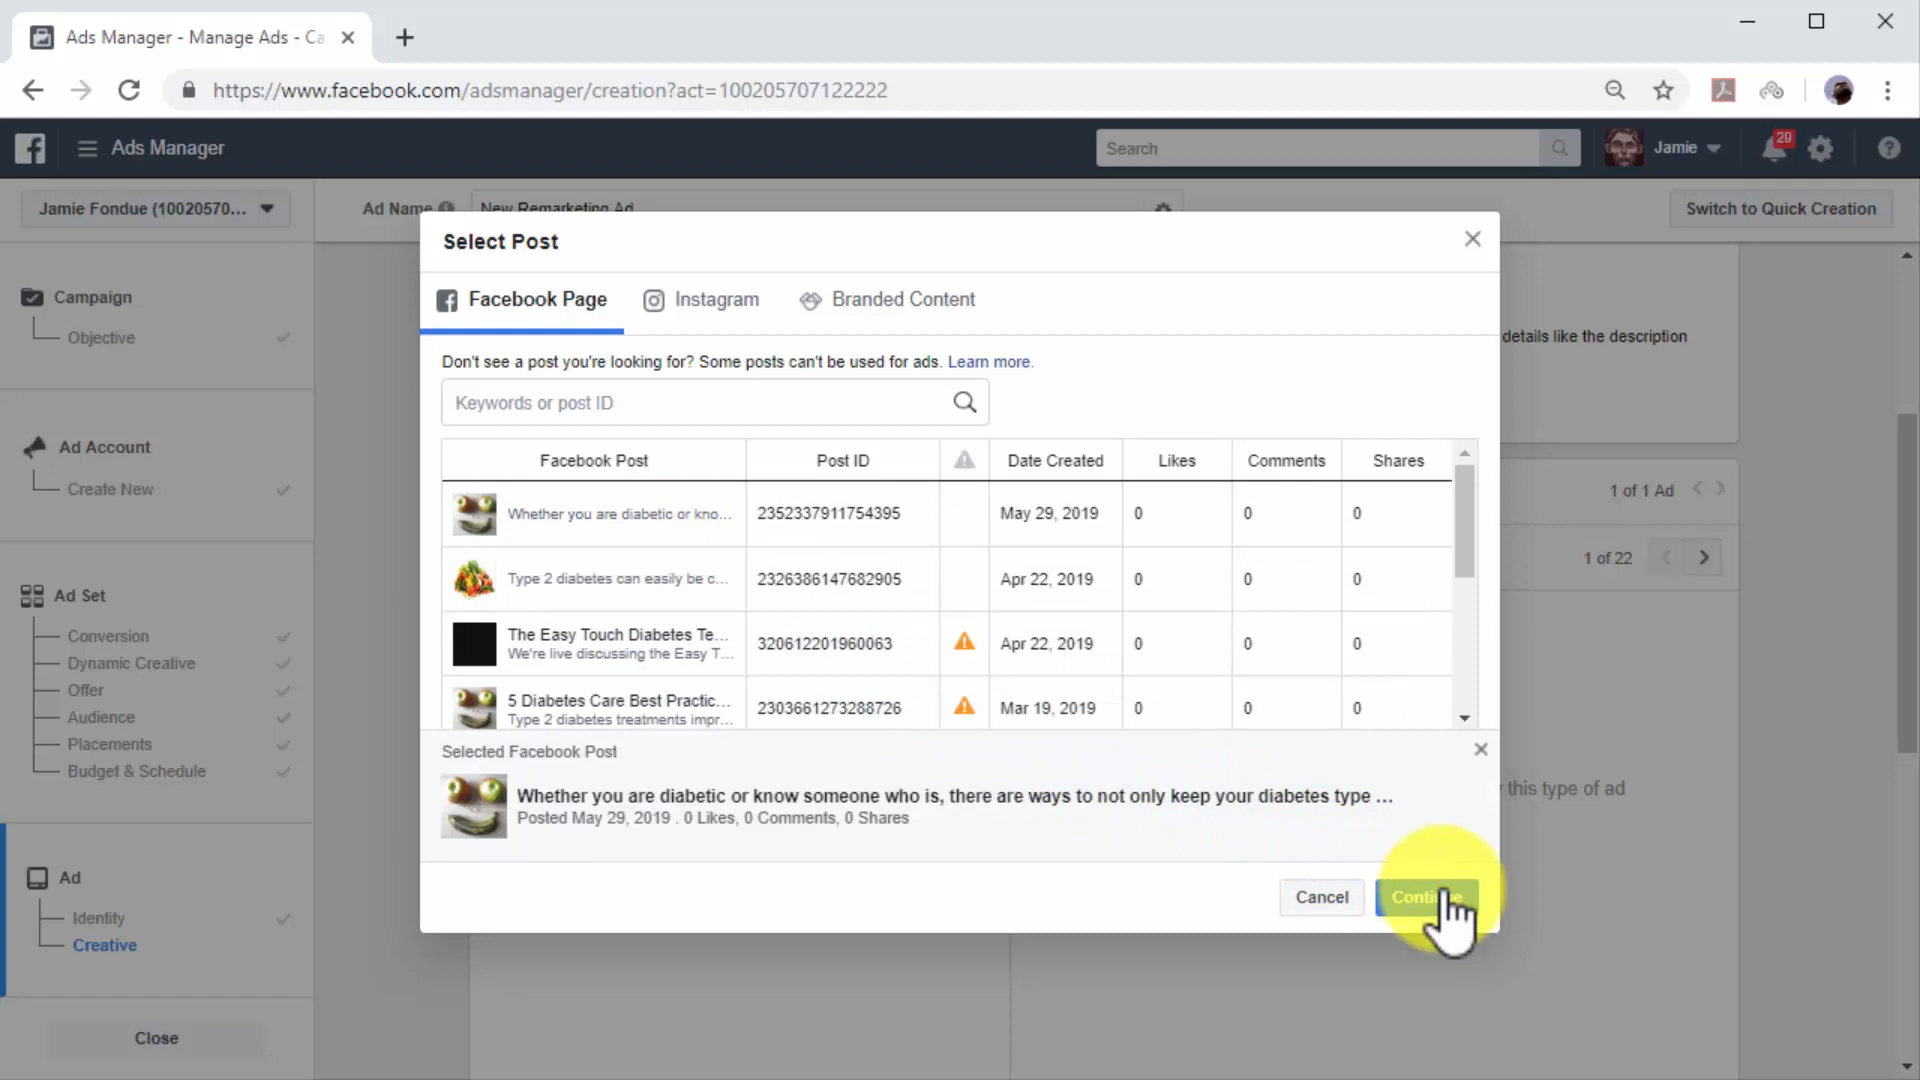 Ads Manager - Manage Ads - Ca
https://www.facebook.com/adsmanager/creation?act=100205707122222
Ads Manager
Search
Jamie
29
Jamie Fondue (10020570...
Ad Name
New Remarketing Ad
Switch to Quick Creation
Campaign
Objective
Ad Account
Create New
Ad Set
Conversion
Dynamic Creative
Offer
Audience
Placements
Budget & Schedule
Ad
Identity
Creative
Close
Select Post
Facebook Page
Instagram
Branded Content
Don't see a post you're looking for? Some posts can't be used for ads. Learn more.
Keywords or post ID
Facebook Post Post ID Date Created Likes Comments Shares
Whether you are diabetic or kno... 2352337911754395 May 29, 2019 0 0 0
Type 2 diabetes can easily be c... 2326386147682905 Apr 22, 2019 0 0 0
The Easy Touch Diabetes Te...
We're live discussing the Easy T... 320612201960063 Apr 22, 2019 0 0 0
5 Diabetes Care Best Practic...
Type 2 diabetes treatments impr... 2303661273288726 Mar 19, 2019 0 0 0
Selected Facebook Post
Whether you are diabetic or know someone who is, there are ways to not only keep your diabetes type ...
Posted May 29, 2019 . 0 Likes, 0 Comments, 0 Shares
Cancel
details like the description
1 of 1 Ad
1 of 22
this type of ad